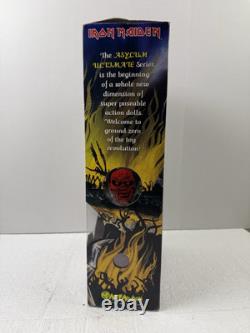 IRON MAIDEN
The ASYLUM
ULTIMATE Series
is the beginning
of a whole new
dimension of
super poseable
action dolls.
Welcome to
ground zero
of the toy
revolution!